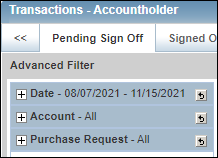 Transactions - Accountholder
<< Pending Sign Off Signed O
Advanced Filter
Date - 08/07/2021 - 11/15/2021
Account - All
Purchase Request - All